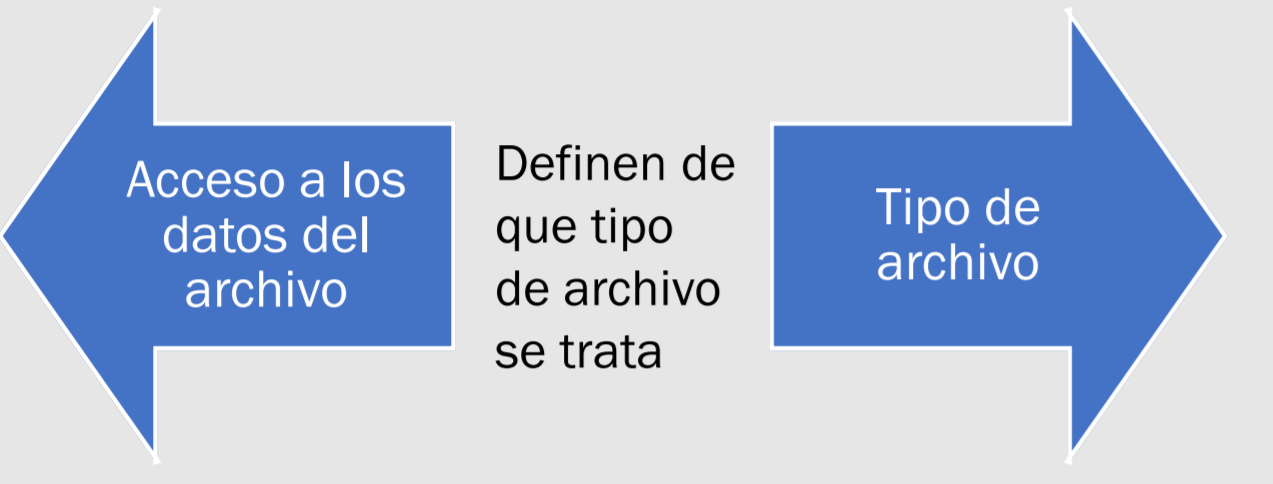 Acceso a los
datos del
archivo
Definen de
que tipo
de archivo
se trata
Tipo de
archivo